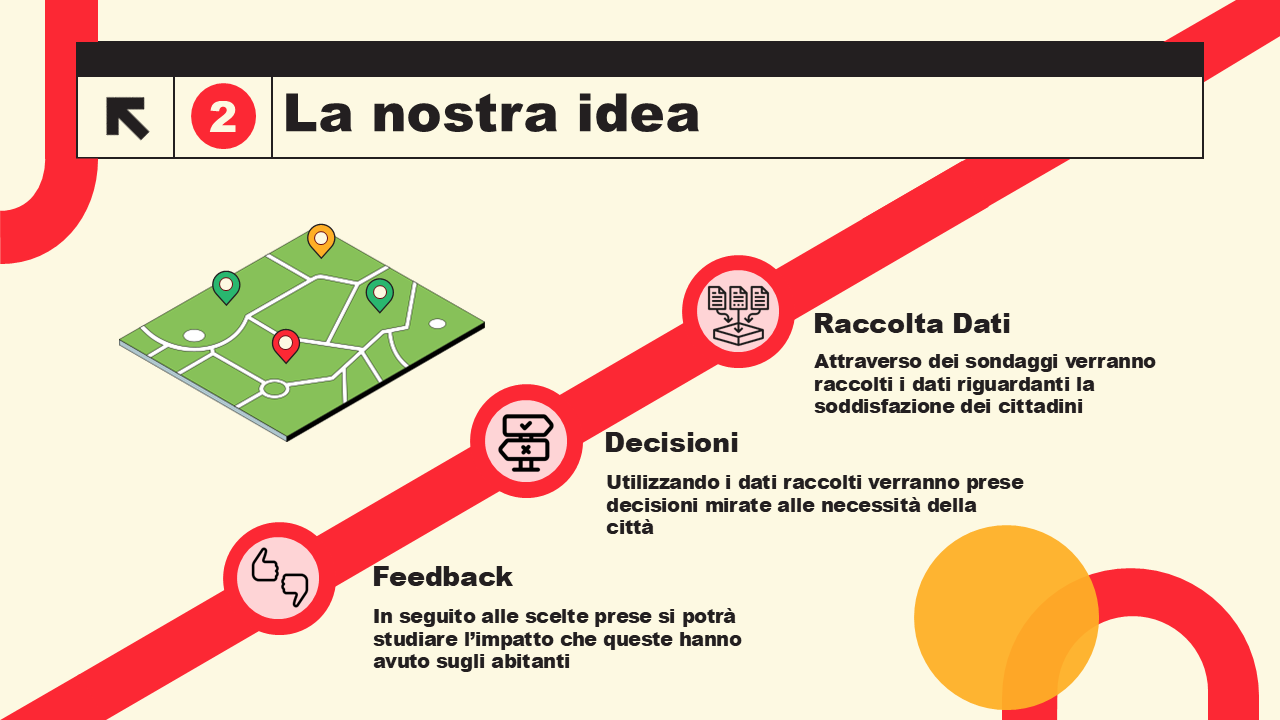 2
La nostra idea
Raccolta Dati
Attraverso dei sondaggi verranno
raccolti i dati riguardanti la
soddisfazione dei cittadini
Decisioni
Utilizzando i dati raccolti verranno prese
decisioni mirate alle necessità della
città
Feedback
In seguito alle scelte prese si potrà
studiare l’impatto che queste hanno
avuto sugli abitanti